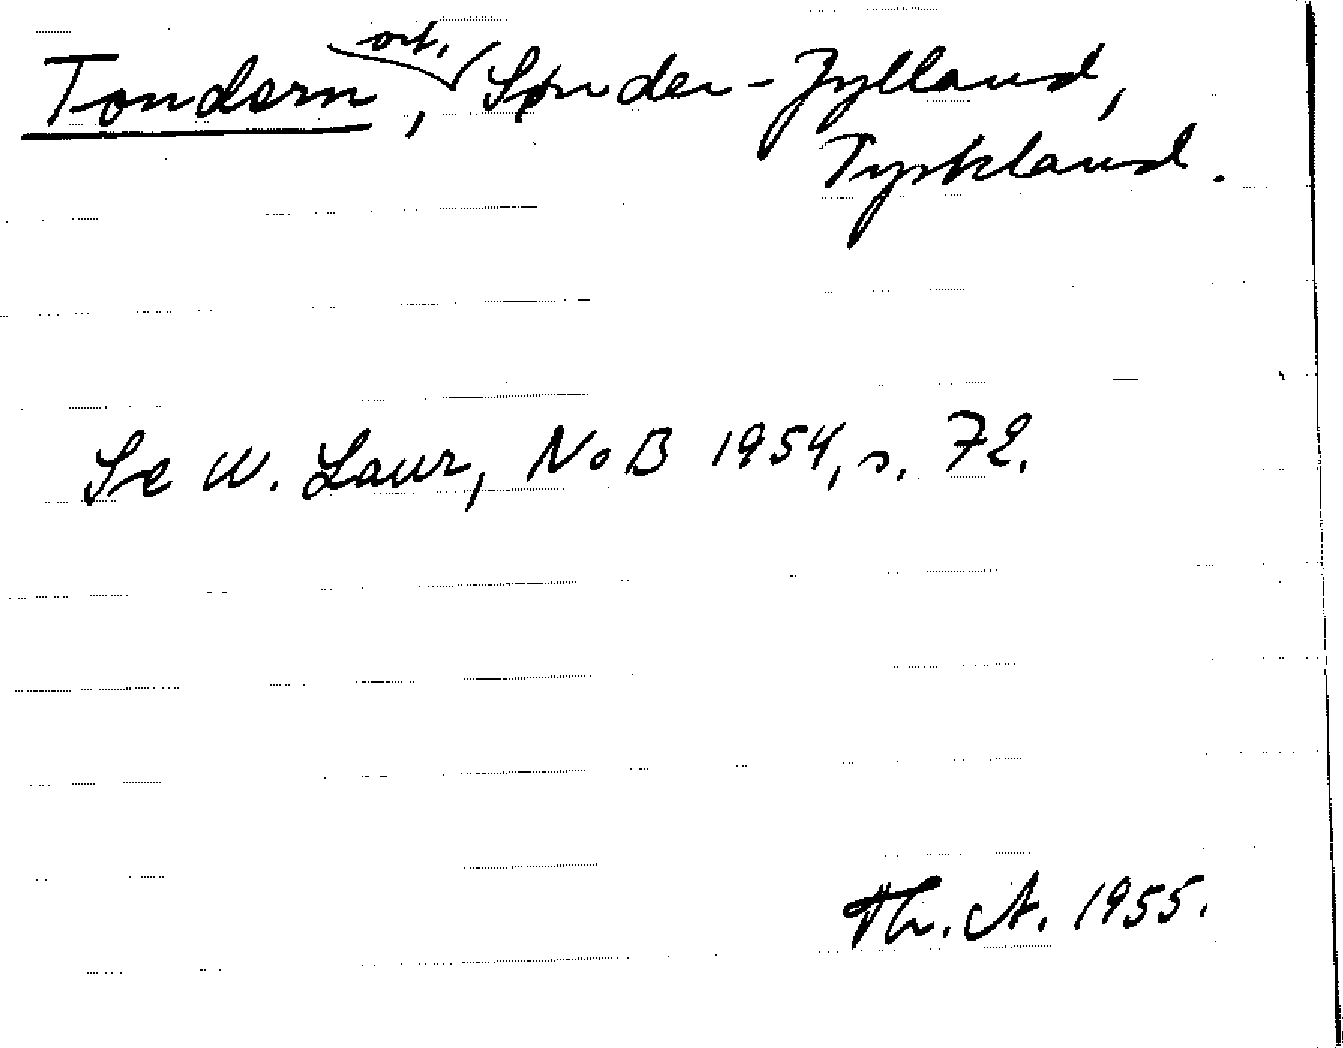 Tondern, ort, Sønder-Jylland,
Tyskland.
Se W. Laur, NoB 1954, s. 72.
Th. A. 1955.